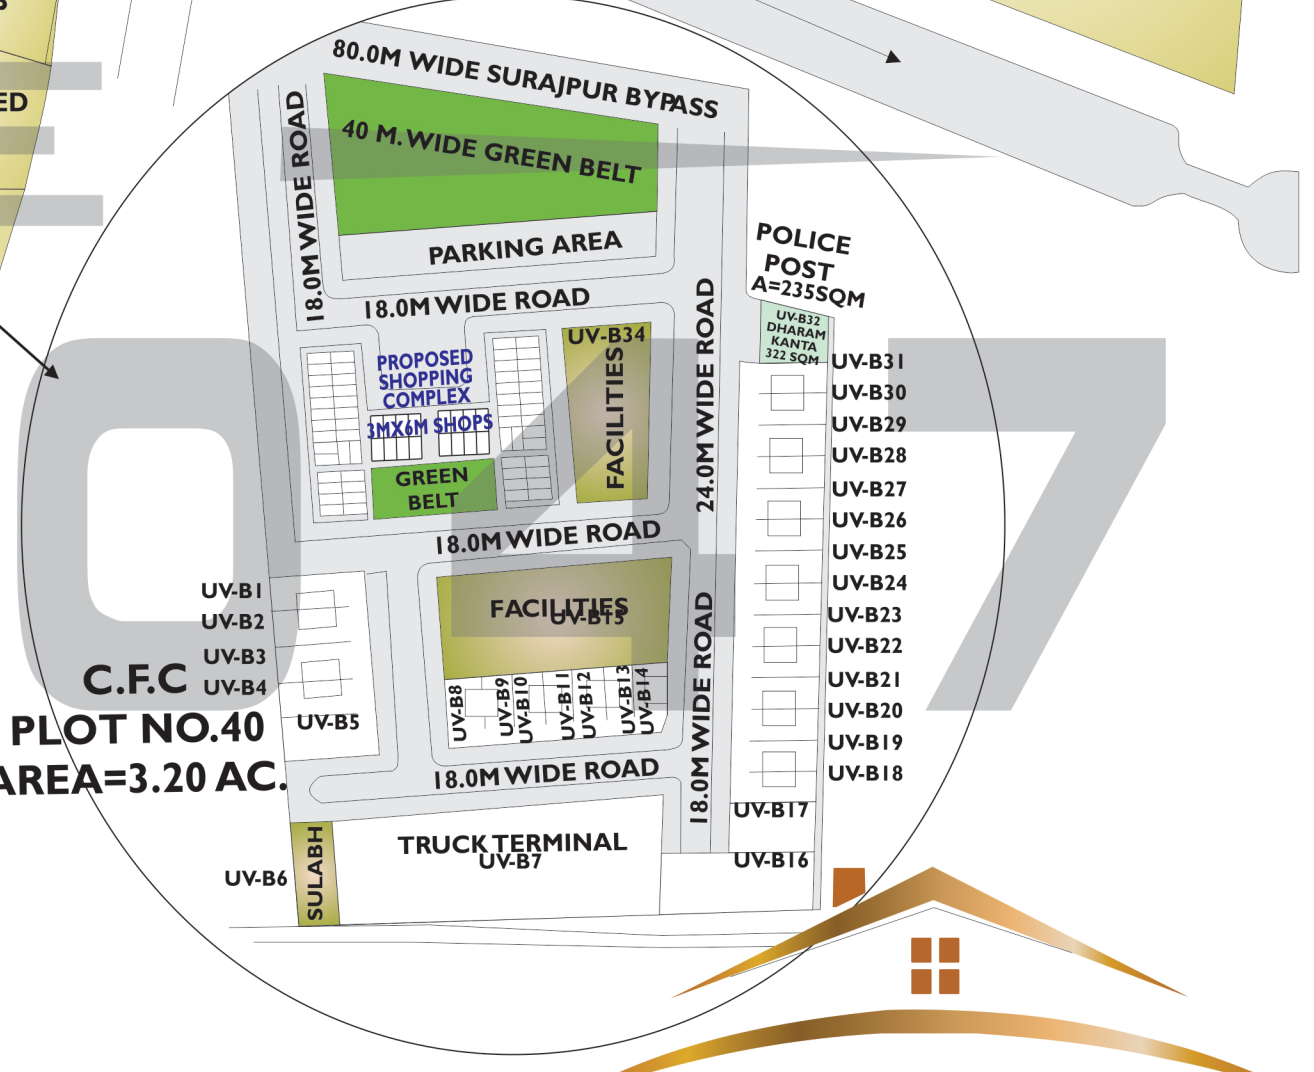 ED
80.0M WIDE SURAJPUR BYPASS
18.0M WIDE ROAD
40 M. WIDE GREEN BELT
PARKING AREA
POLICE
POST
A=235SQM
18.0M WIDE ROAD
UV-B32
DHARAM
KANTA
322 SQM
UV-B34
FACILITIES
24.0M WIDE ROAD
PROPOSED
SHOPPING
COMPLEX
3MX6M SHOPS
GREEN
BELT
UV-B31
UV-B30
UV-B29
UV-B28
UV-B27
UV-B26
UV-B25
UV-B24
UV-B23
UV-B22
UV-B21
UV-B20
UV-B19
UV-B18
UV-B17
UV-B16
18.0M WIDE ROAD
UV-B1
UV-B2
UV-B3
UV-B4
UV-B5
C.F.C
PLOT NO.40
AREA=3.20 AC.
FACILITIES
UV-B15
UV-B8
UV-B9
UV-B10
UV-B11
UV-B12
UV-B13
UV-B14
18.0M WIDE ROAD
18.0M WIDE ROAD
TRUCK TERMINAL
UV-B7
UV-B6
SULABH
E
047